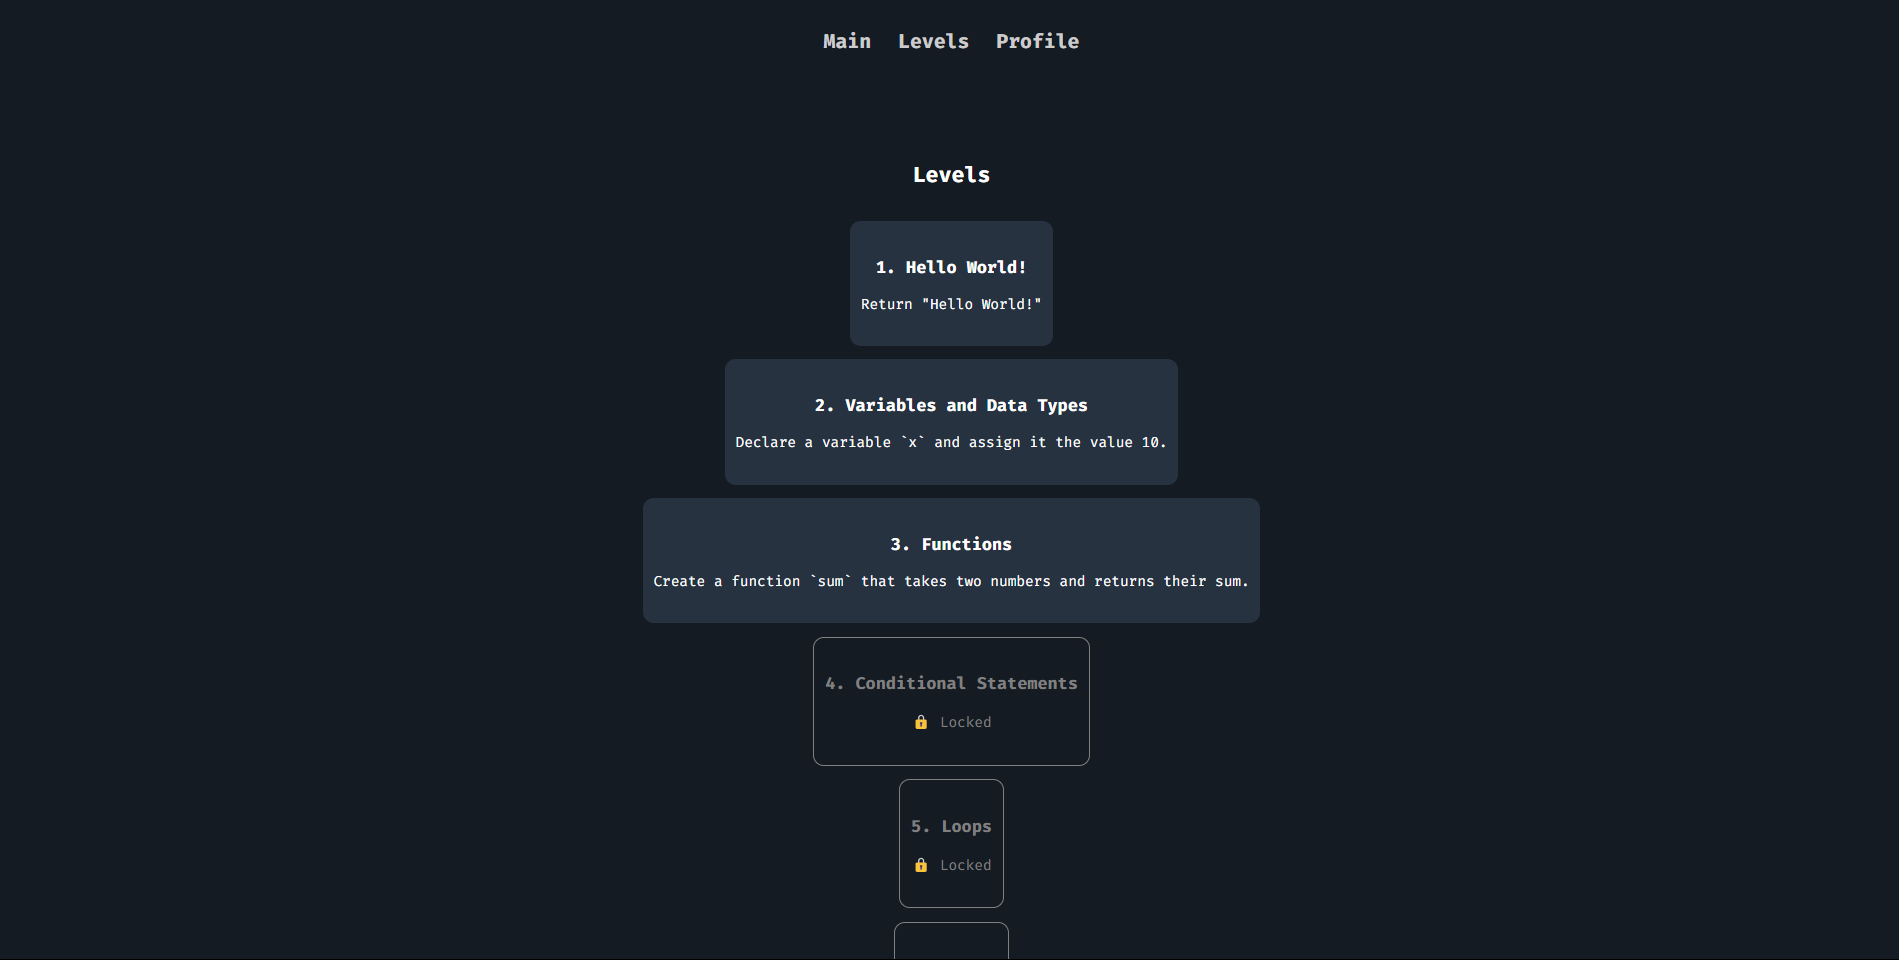 Main Levels Profile
Levels
1. Hello World!
Return "Hello World!"
2. Variables and Data Types
Declare a variable `x` and assign it the value 10.
3. Functions
Create a function `sum` that takes two numbers and returns their sum.
4. Conditional Statements
🔒 Locked
5. Loops
🔒 Locked